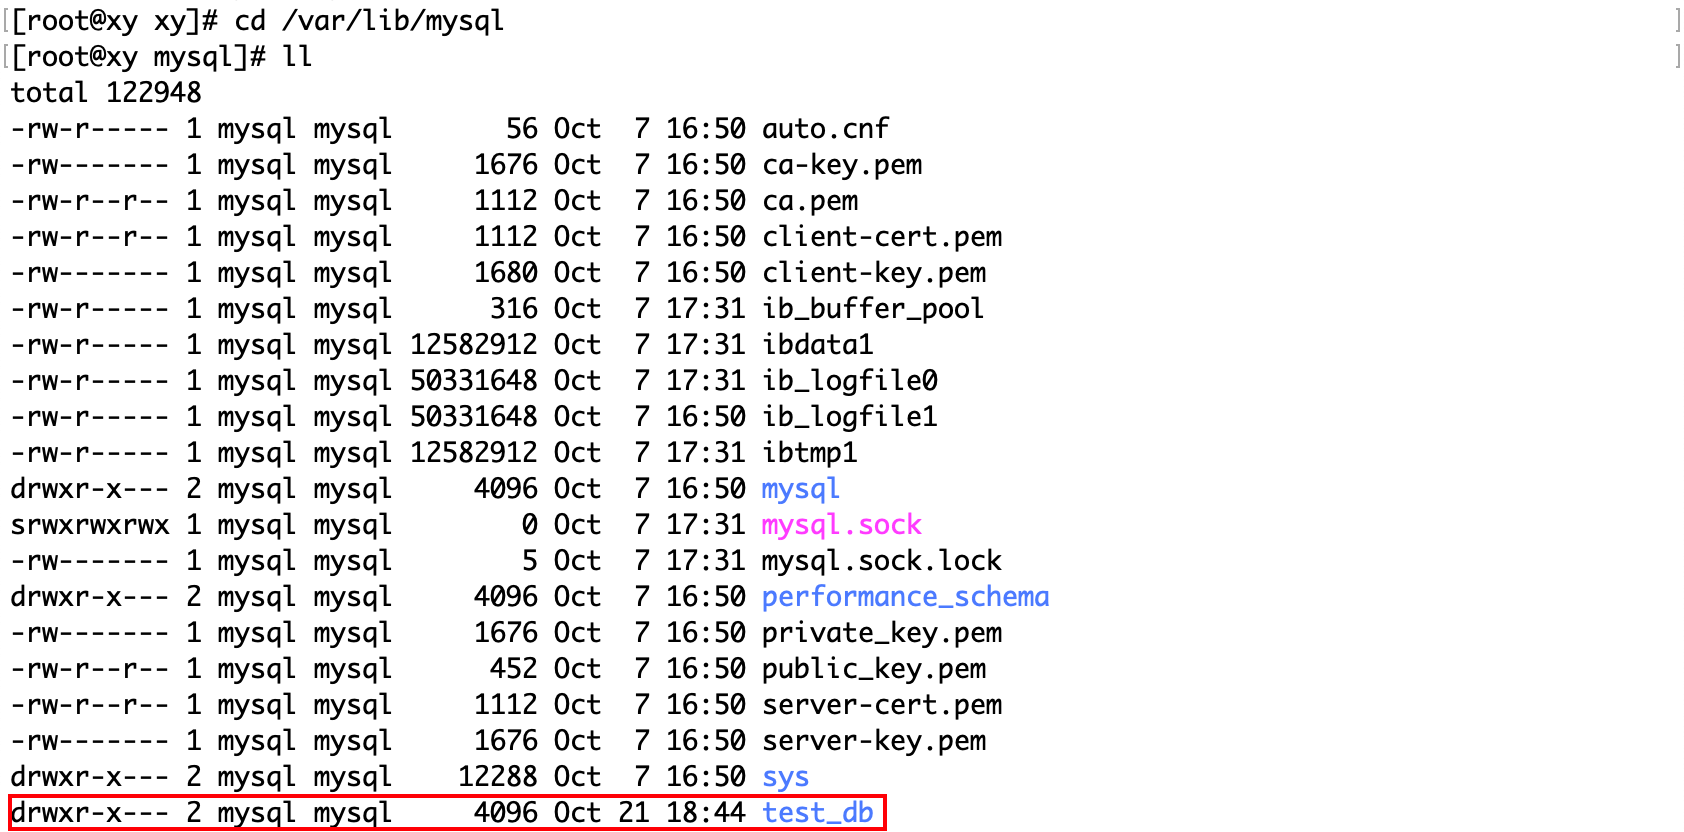 [root@xy xy]# cd /var/lib/mysql
[root@xy mysql]# ll
total 122948
-rw-r----- 1 mysql mysql       56 Oct  7 16:50 auto.cnf
-rw------- 1 mysql mysql     1676 Oct  7 16:50 ca-key.pem
-rw-r--r-- 1 mysql mysql     1112 Oct  7 16:50 ca.pem
-rw-r--r-- 1 mysql mysql     1112 Oct  7 16:50 client-cert.pem
-rw------- 1 mysql mysql     1680 Oct  7 16:50 client-key.pem
-rw-r----- 1 mysql mysql      316 Oct  7 17:31 ib_buffer_pool
-rw-r----- 1 mysql mysql 12582912 Oct  7 17:31 ibdata1
-rw-r----- 1 mysql mysql 50331648 Oct  7 17:31 ib_logfile0
-rw-r----- 1 mysql mysql 50331648 Oct  7 16:50 ib_logfile1
-rw-r----- 1 mysql mysql 12582912 Oct  7 17:31 ibtmp1
drwxr-x--- 2 mysql mysql     4096 Oct  7 16:50 mysql
srwxrwxrwx 1 mysql mysql        0 Oct  7 17:31 mysql.sock
-rw------- 1 mysql mysql        5 Oct  7 17:31 mysql.sock.lock
drwxr-x--- 2 mysql mysql     4096 Oct  7 16:50 performance_schema
-rw------- 1 mysql mysql     1676 Oct  7 16:50 private_key.pem
-rw-r--r-- 1 mysql mysql      452 Oct  7 16:50 public_key.pem
-rw-r--r-- 1 mysql mysql     1112 Oct  7 16:50 server-cert.pem
-rw------- 1 mysql mysql     1676 Oct  7 16:50 server-key.pem
drwxr-x--- 2 mysql mysql    12288 Oct  7 16:50 sys
drwxr-x--- 2 mysql mysql     4096 Oct 21 18:44 test_db